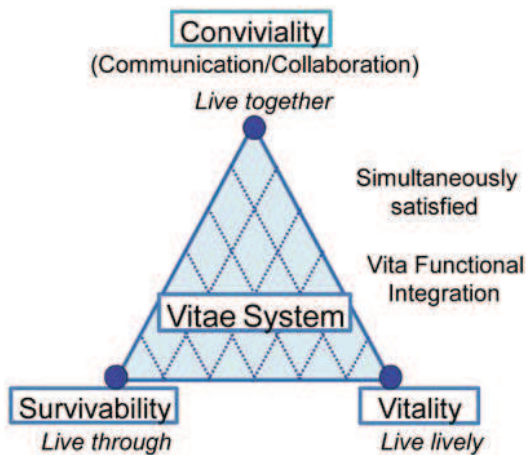 Conviviality
(Communication/Collaboration)
Live together
Simultaneously
satisfied
Vita Functional
Integration
Vitae System
Survivability
Live through
Vitality
Live lively